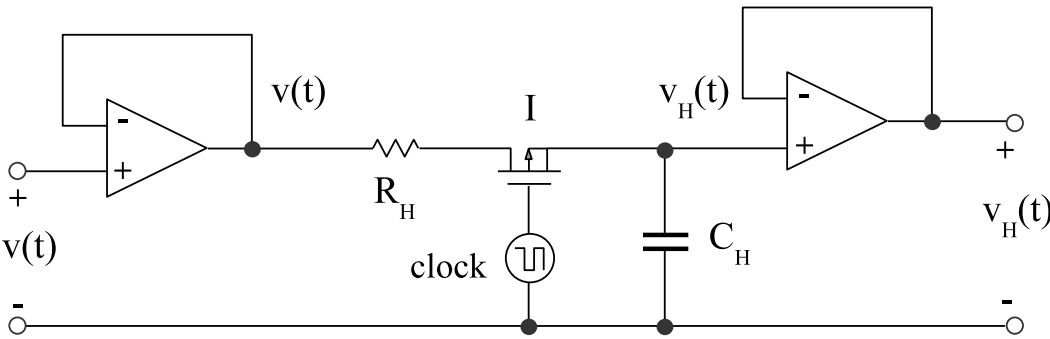 -
+
+
v(t)
-
v(t)
R_H
I
clock
v_H(t)
C_H
-
+
+
v_H(t)
-